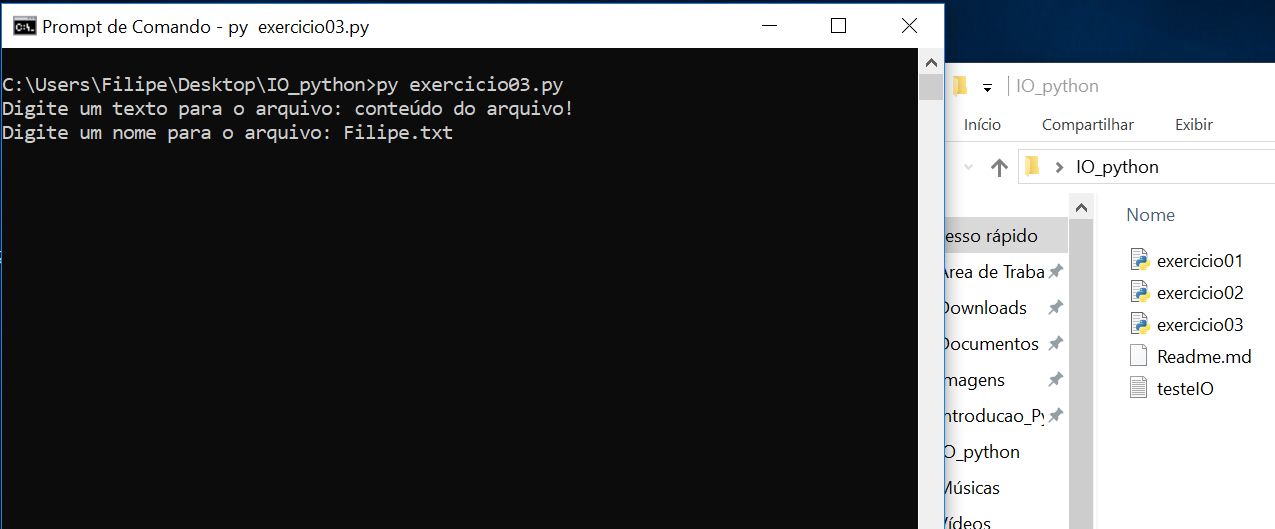 Prompt de Comando - py  exercicio03.py
C:\Users\Filipe\Desktop\IO_python>py exercicio03.py
Digite um texto para o arquivo: conteúdo do arquivo!
Digite um nome para o arquivo: Filipe.txt
IO_python
Início Compartilhar Exibir
IO_python
Nome
esso rápido
Área de Traba
Downloads
Documentos
magens
ntroducao_Py
IO_python
Músicas
Vídeos
exercicio01
exercicio02
exercicio03
Readme.md
testeIO